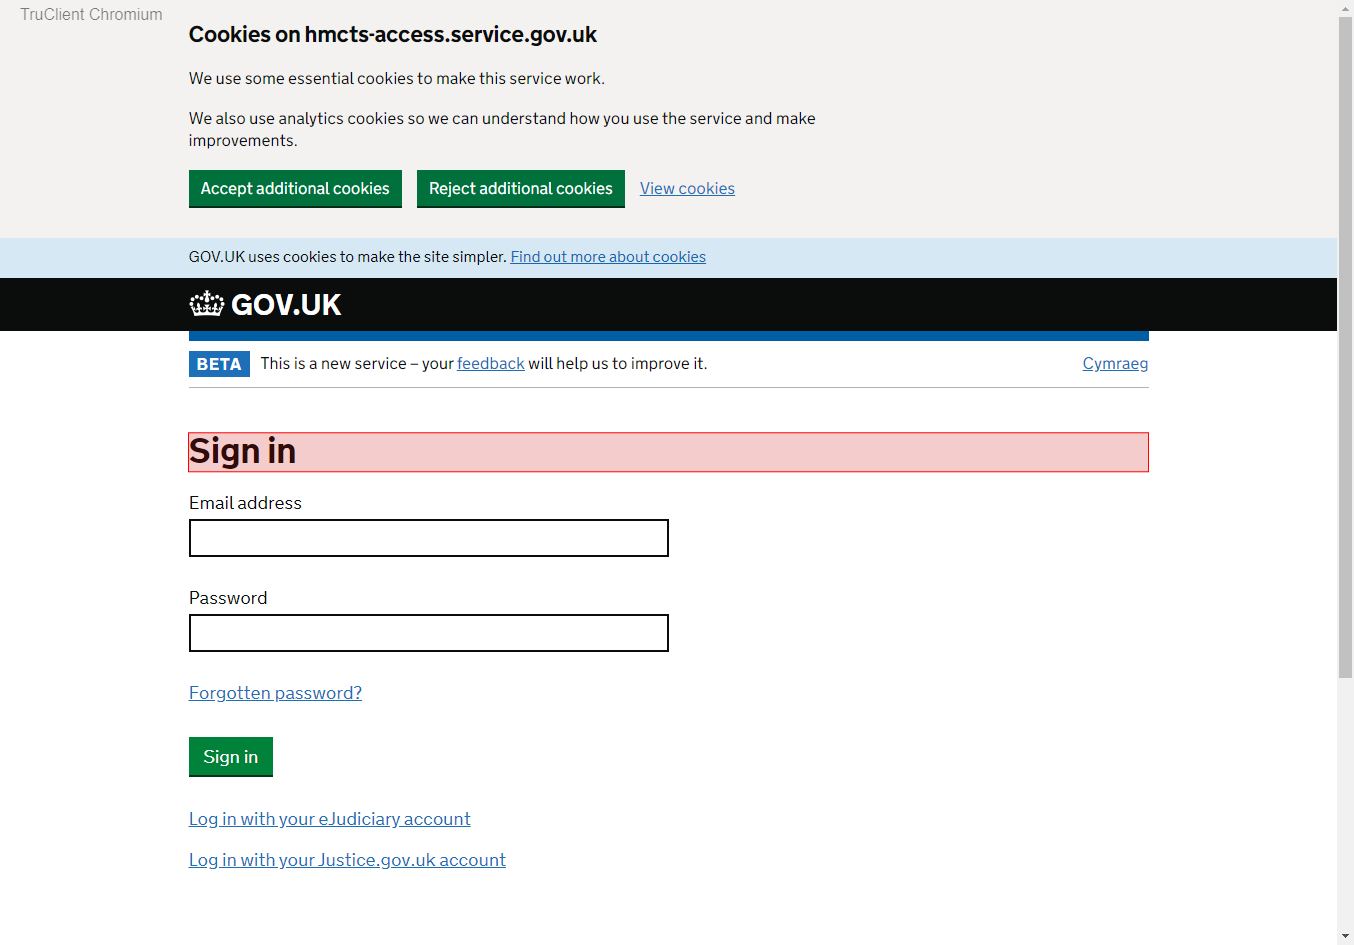 TruClient Chromium
Cookies on hmcts-access.service.gov.uk
We use some essential cookies to make this service work.
We also use analytics cookies so we can understand how you use the service and make
improvements.
Accept additional cookies Reject additional cookies View cookies
GOV.UK uses cookies to make the site simpler. Find out more about cookies
GOV.UK
BETA This is a new service – your feedback will help us to improve it. Cymraeg
Sign in
Email address
Password
Forgotten password?
Sign in
Log in with your eJudiciary account
Log in with your Justice.gov.uk account